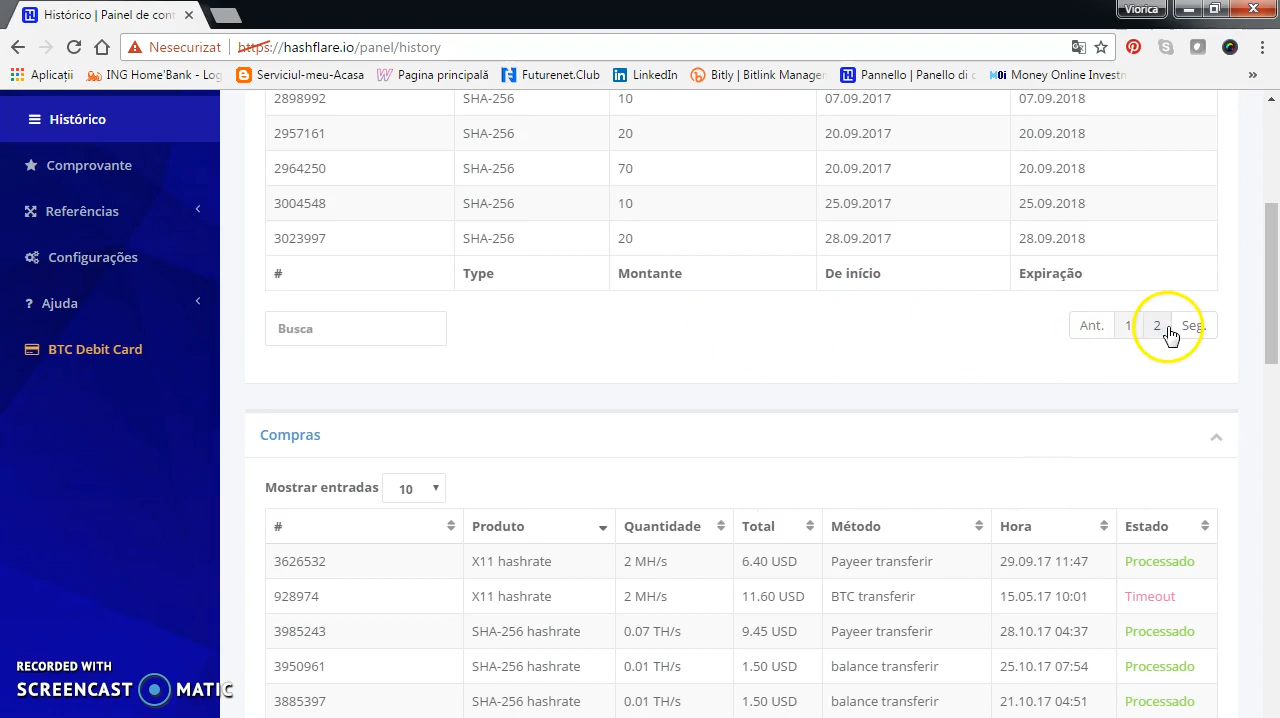 Histórico | Painel de con
Viorica
Nesecurizat https://hashflare.io/panel/history
Aplicații ING Home'Bank - Log Serviciul-meu-Acasa Pagina principală Futurenet.Club LinkedIn Bitly | Bitlink Manager Pannello | Panello di c Money Online Investm »
Histórico
Comprovante
Referências
Configurações
Ajuda
BTC Debit Card
2898992 SHA-256 10 07.09.2017 07.09.2018
2957161 SHA-256 20 20.09.2017 20.09.2018
2964250 SHA-256 70 20.09.2017 20.09.2018
3004548 SHA-256 10 25.09.2017 25.09.2018
3023997 SHA-256 20 28.09.2017 28.09.2018
# Type Montante De início Expiração
Busca Ant. 1 2 Seg.
Compras
Mostrar entradas 10
# Produto Quantidade Total Método Hora Estado
3626532 X11 hashrate 2 MH/s 6.40 USD Payeer transferir 29.09.17 11:47 Processado
928974 X11 hashrate 2 MH/s 11.60 USD BTC transferir 15.05.17 10:01 Timeout
3985243 SHA-256 hashrate 0.07 TH/s 9.45 USD Payeer transferir 28.10.17 04:37 Processado
3950961 SHA-256 hashrate 0.01 TH/s 1.50 USD balance transferir 25.10.17 07:54 Processado
3885397 SHA-256 hashrate 0.01 TH/s 1.50 USD balance transferir 21.10.17 04:51 Processado
RECORDED WITH
SCREENCAST MATIC